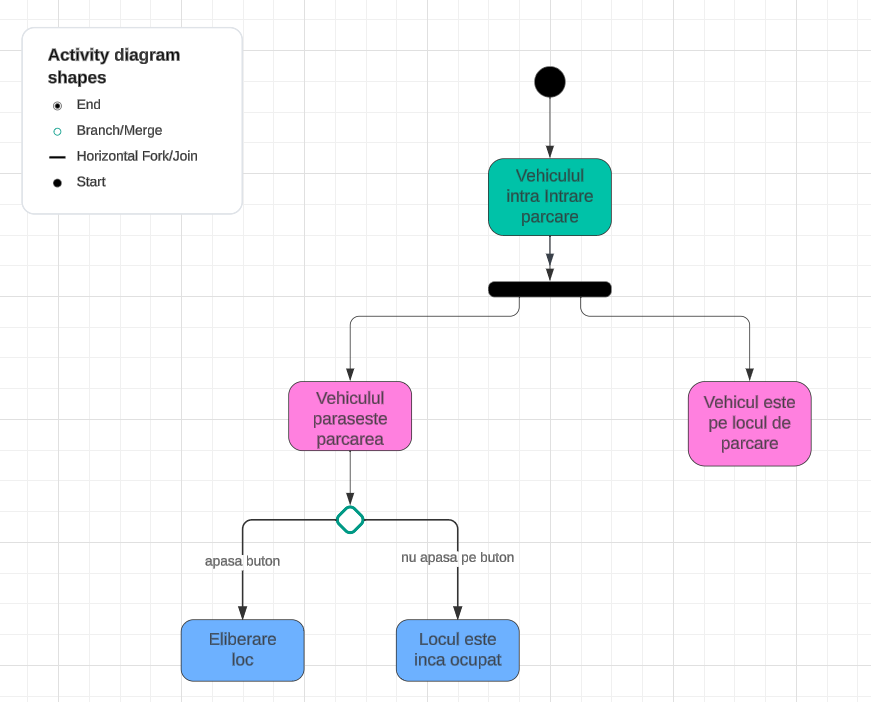 Activity diagram
shapes
End
Branch/Merge
Horizontal Fork/Join
Start
Vehiculul
intra Intrare
parcare
Vehiculul
paraseste
parcarea
Vehicul este
pe locul de
parcare
apasa buton
nu apasa pe buton
Eliberare
loc
Locul este
inca ocupat